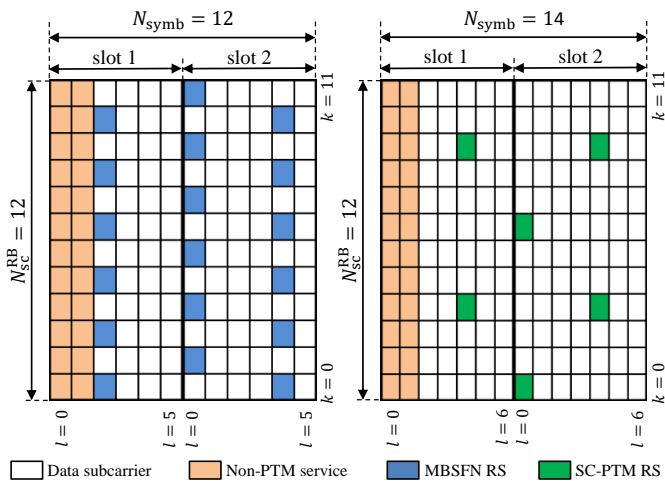 N_symb = 12
slot 1
slot 2
N_sc^RB = 12
k = 11
k = 0
l = 0
l = 5
l = 0
l = 5
N_symb = 14
slot 1
slot 2
N_sc^RB = 12
k = 11
k = 0
l = 0
l = 6
l = 0
l = 6
Data subcarrier
Non-PTM service
MBSFN RS
SC-PTM RS